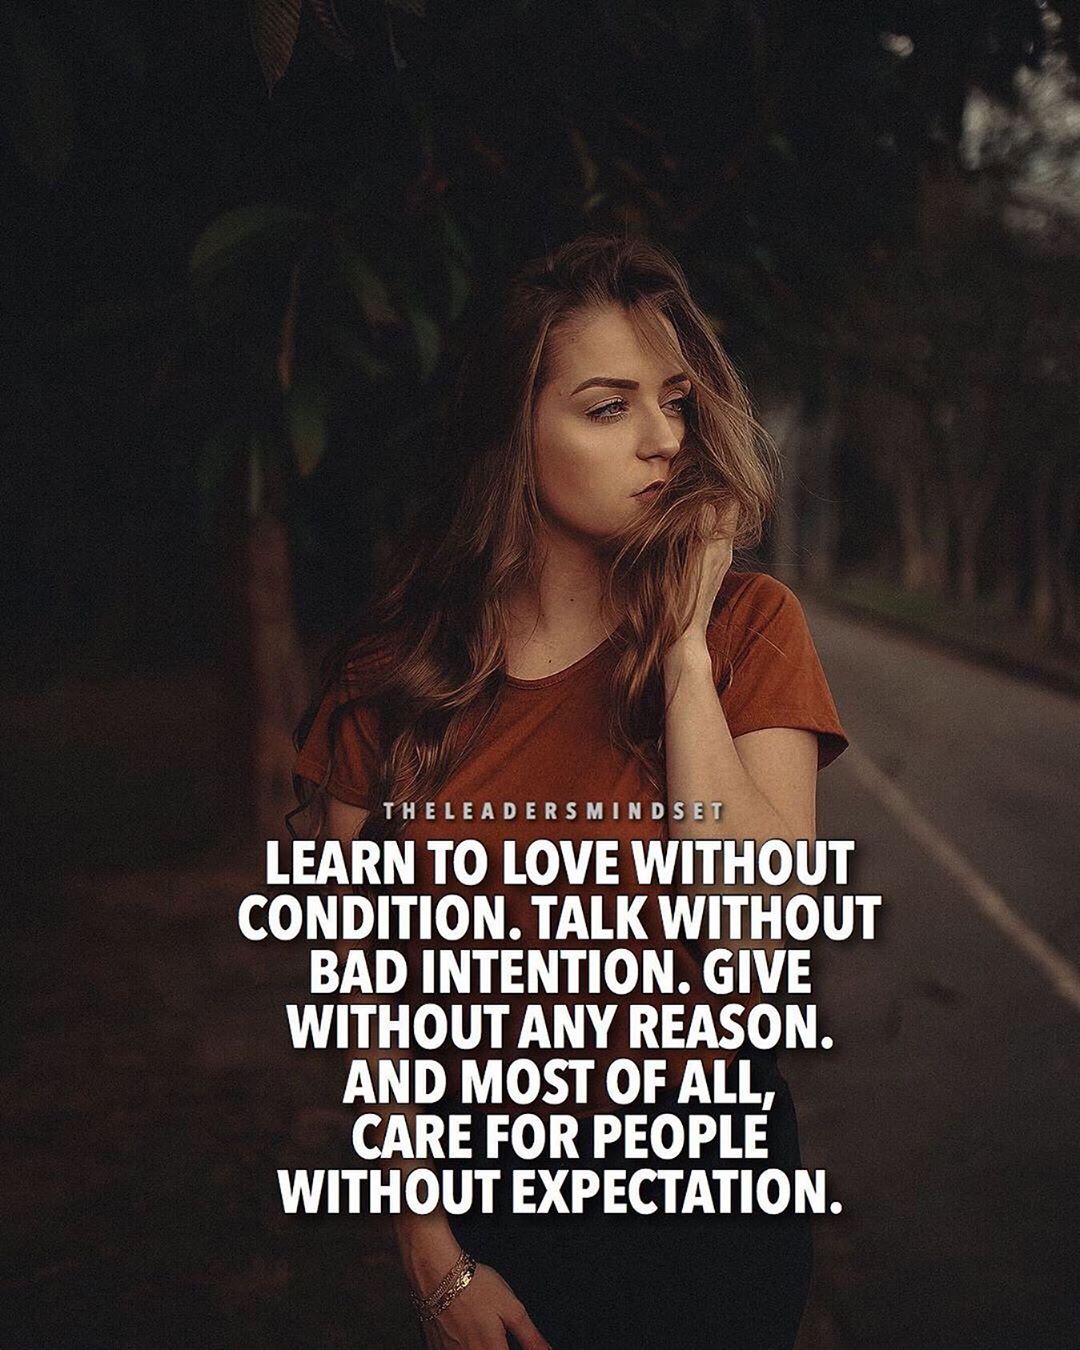 THELEADERSMINDSET
LEARN TO LOVE WITHOUT
CONDITION. TALK WITHOUT
BAD INTENTION. GIVE
WITHOUT ANY REASON.
AND MOST OF ALL,
CARE FOR PEOPLE
WITHOUT EXPECTATION.